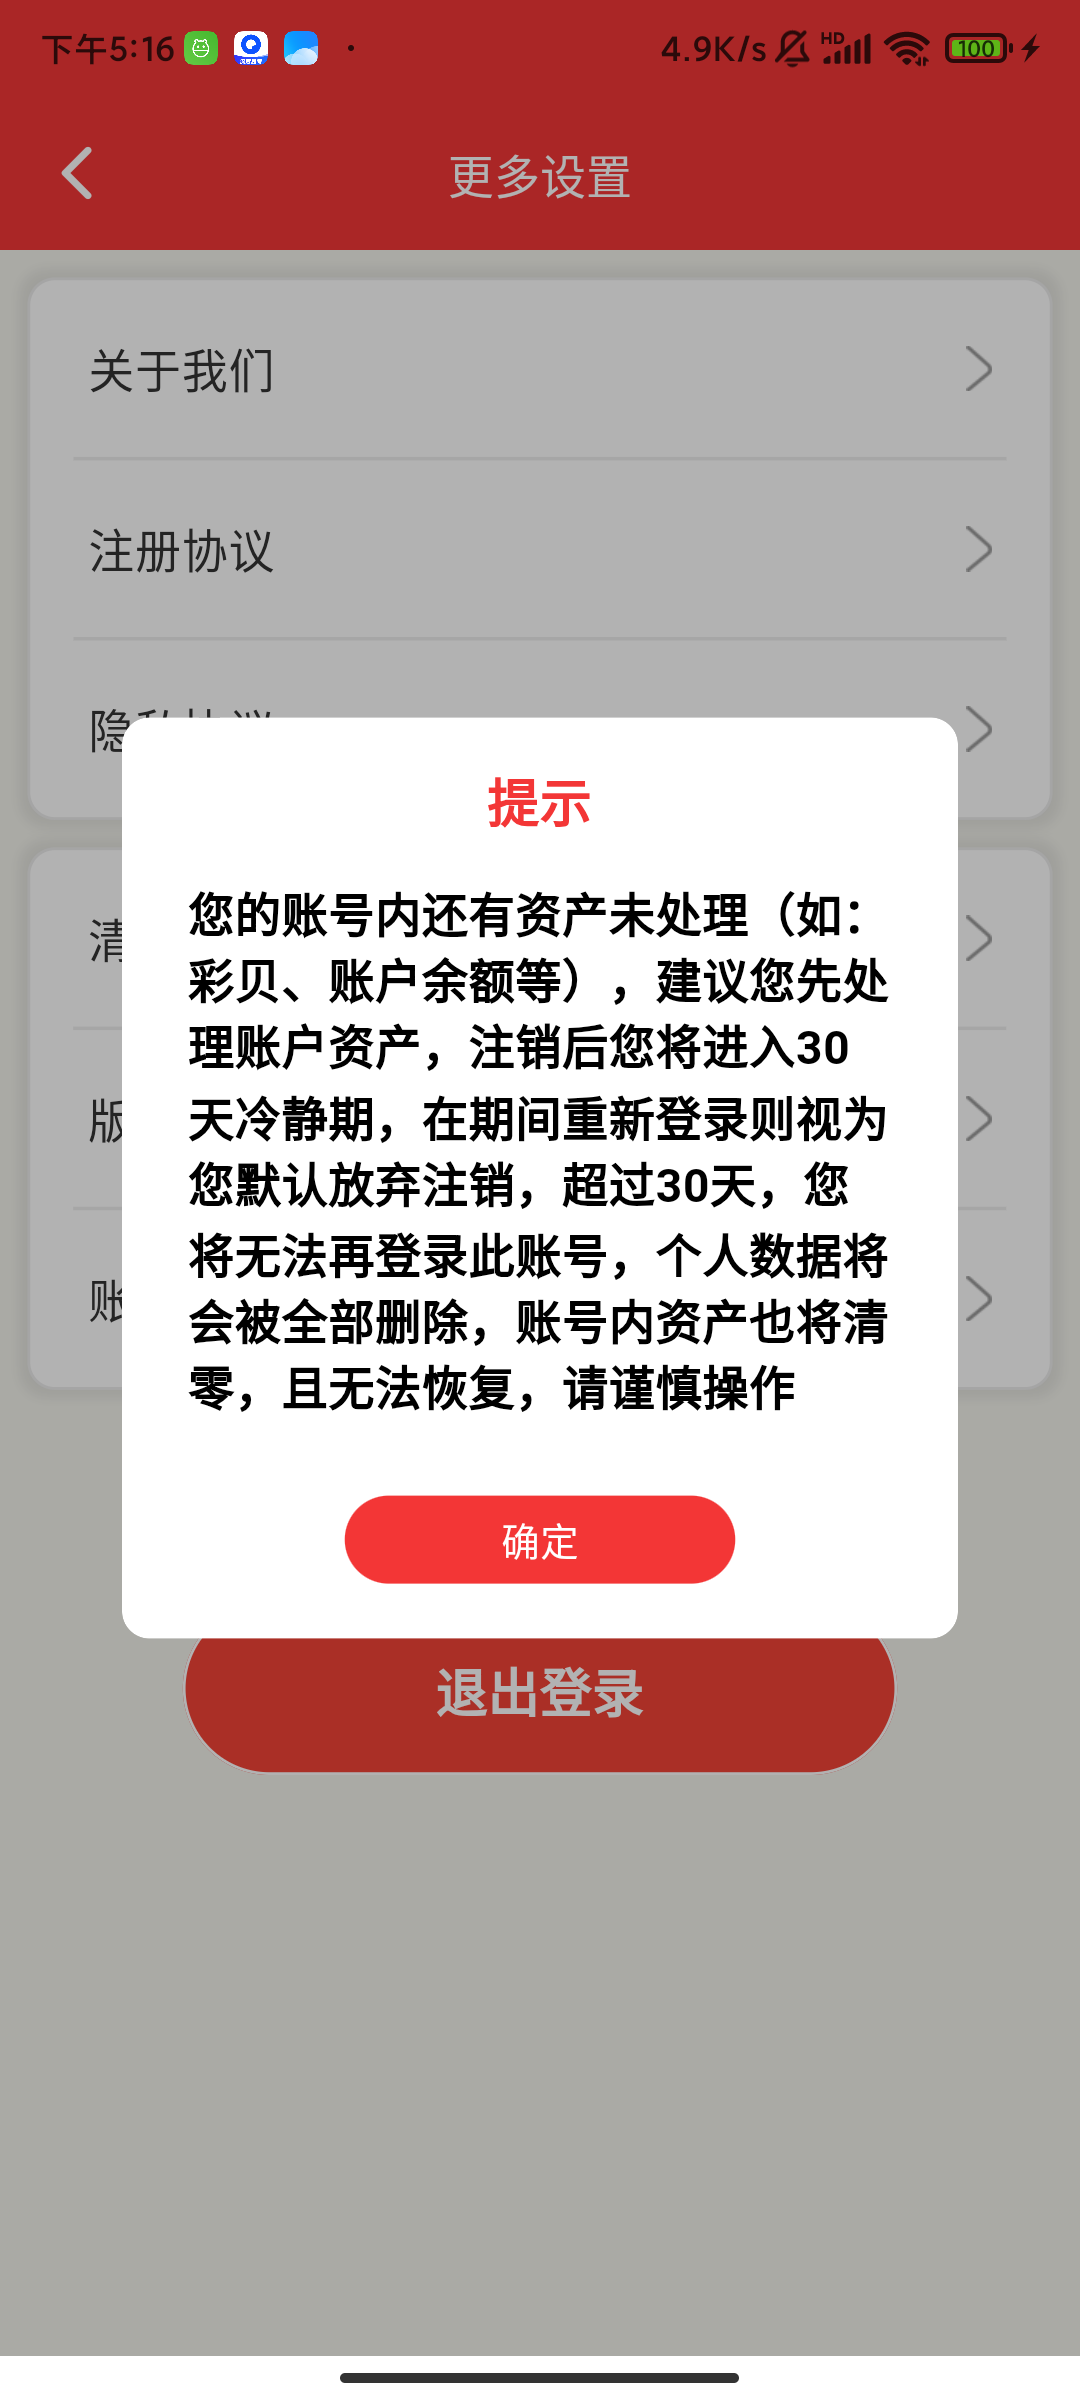 下午5:16
4.9K/s
HD
100
更多设置
关于我们
注册协议
隐私协议
提示
您的账号内还有资产未处理（如：
彩贝、账户余额等），建议您先处
理账户资产，注销后您将进入30
天冷静期，在期间重新登录则视为
您默认放弃注销，超过30天，您
将无法再登录此账号，个人数据将
会被全部删除，账号内资产也将清
零，且无法恢复，请谨慎操作
清
版
账
确定
退出登录